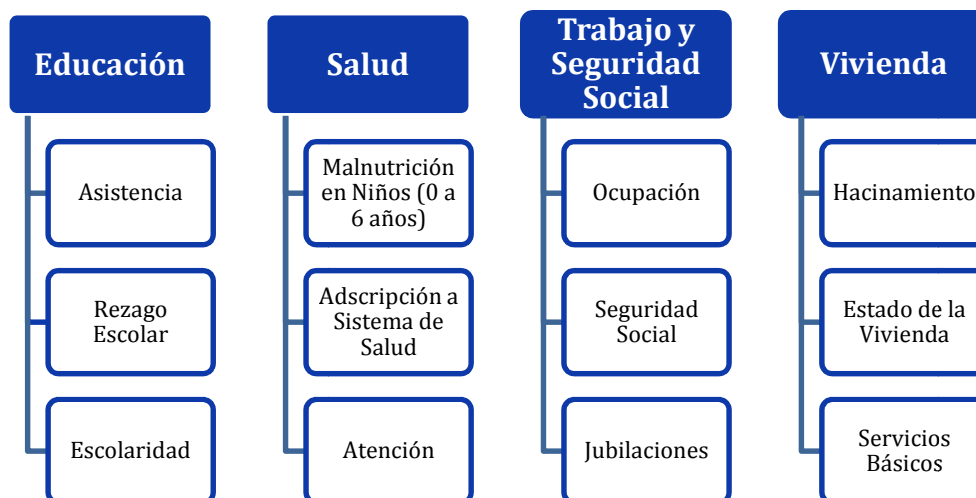 Educación
Asistencia
Rezago
Escolar
Escolaridad
Salud
Malnutrición
en Niños (0 a
6 años)
Adscripción a
Sistema de
Salud
Atención
Trabajo y
Seguridad
Social
Ocupación
Seguridad
Social
Jubilaciones
Vivienda
Hacinamiento
Estado de la
Vivienda
Servicios
Básicos